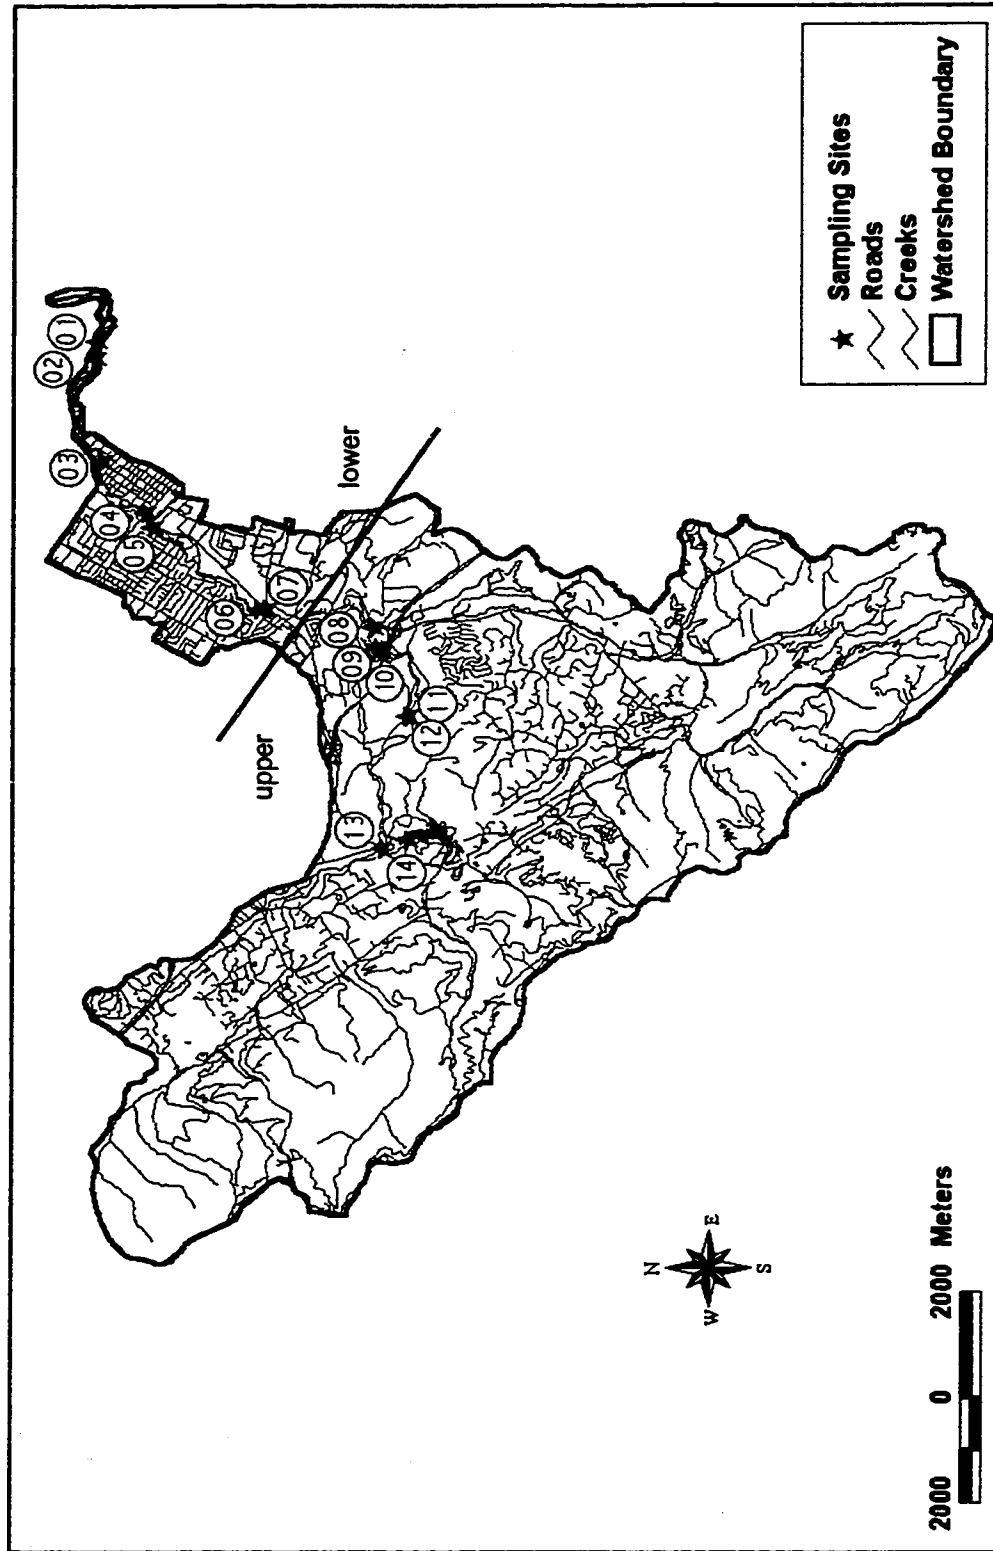 01
02
03
04
05
06
07
lower
08
09
10
11
12
upper
13
14
Sampling Sites
Roads
Creeks
Watershed Boundary
N
E
S
W
2000 0 2000 Meters